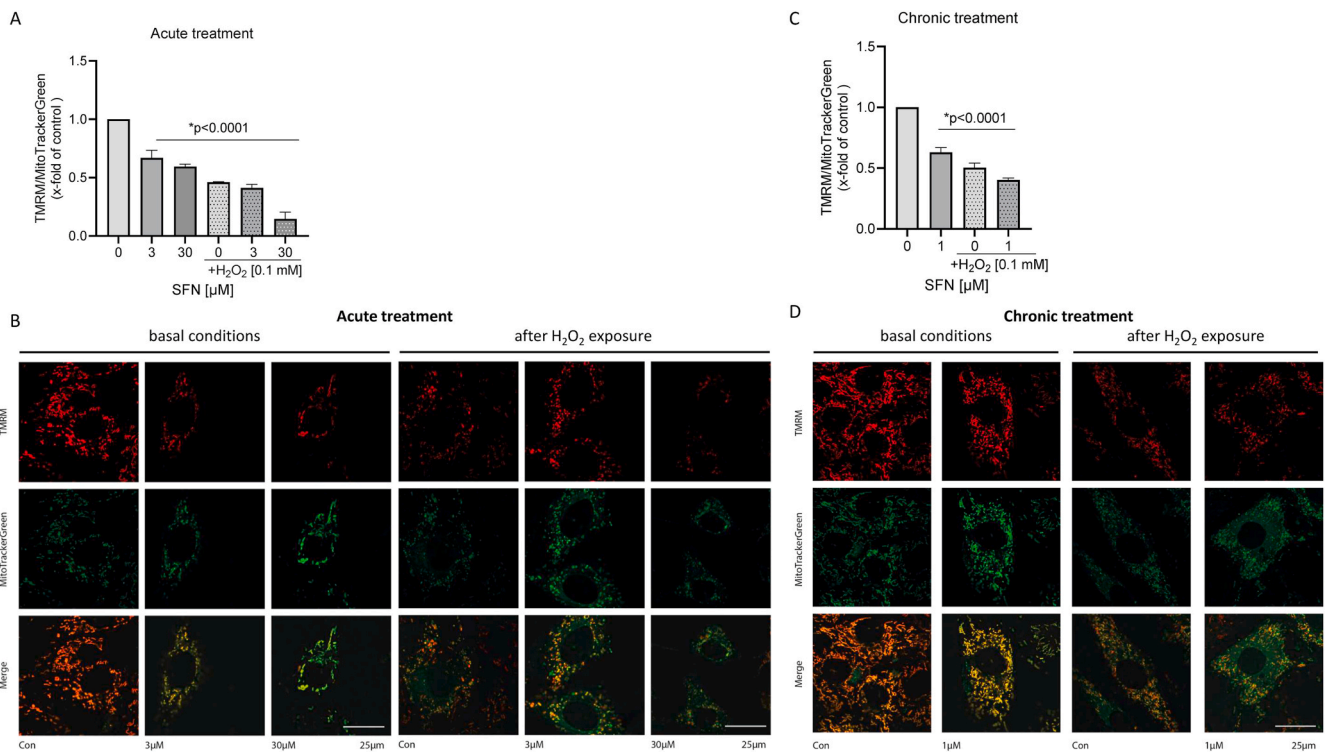 A
Acute treatment
TMRM/MitoTrackerGreen
(x-fold of control )
1.5
1.0
0.5
0.0
*p<0.0001
0 3 30 0 3 30
+H₂O₂ [0.1 mM]
SFN [µM]
C
Chronic treatment
TMRM/MitoTrackerGreen
(x-fold of control )
1.5
1.0
0.5
0.0
*p<0.0001
0 1 0 1
+H₂O₂ [0.1 mM]
SFN [µM]
B
Acute treatment
basal conditions after H₂O₂ exposure
TMRM
MitoTrackerGreen
Merge
Con 3µM 30µM 25µm Con 3µM 30µM 25µm
D
Chronic treatment
basal conditions after H₂O₂ exposure
TMRM
MitoTrackerGreen
Merge
Con 1µM Con 1µM 25µm